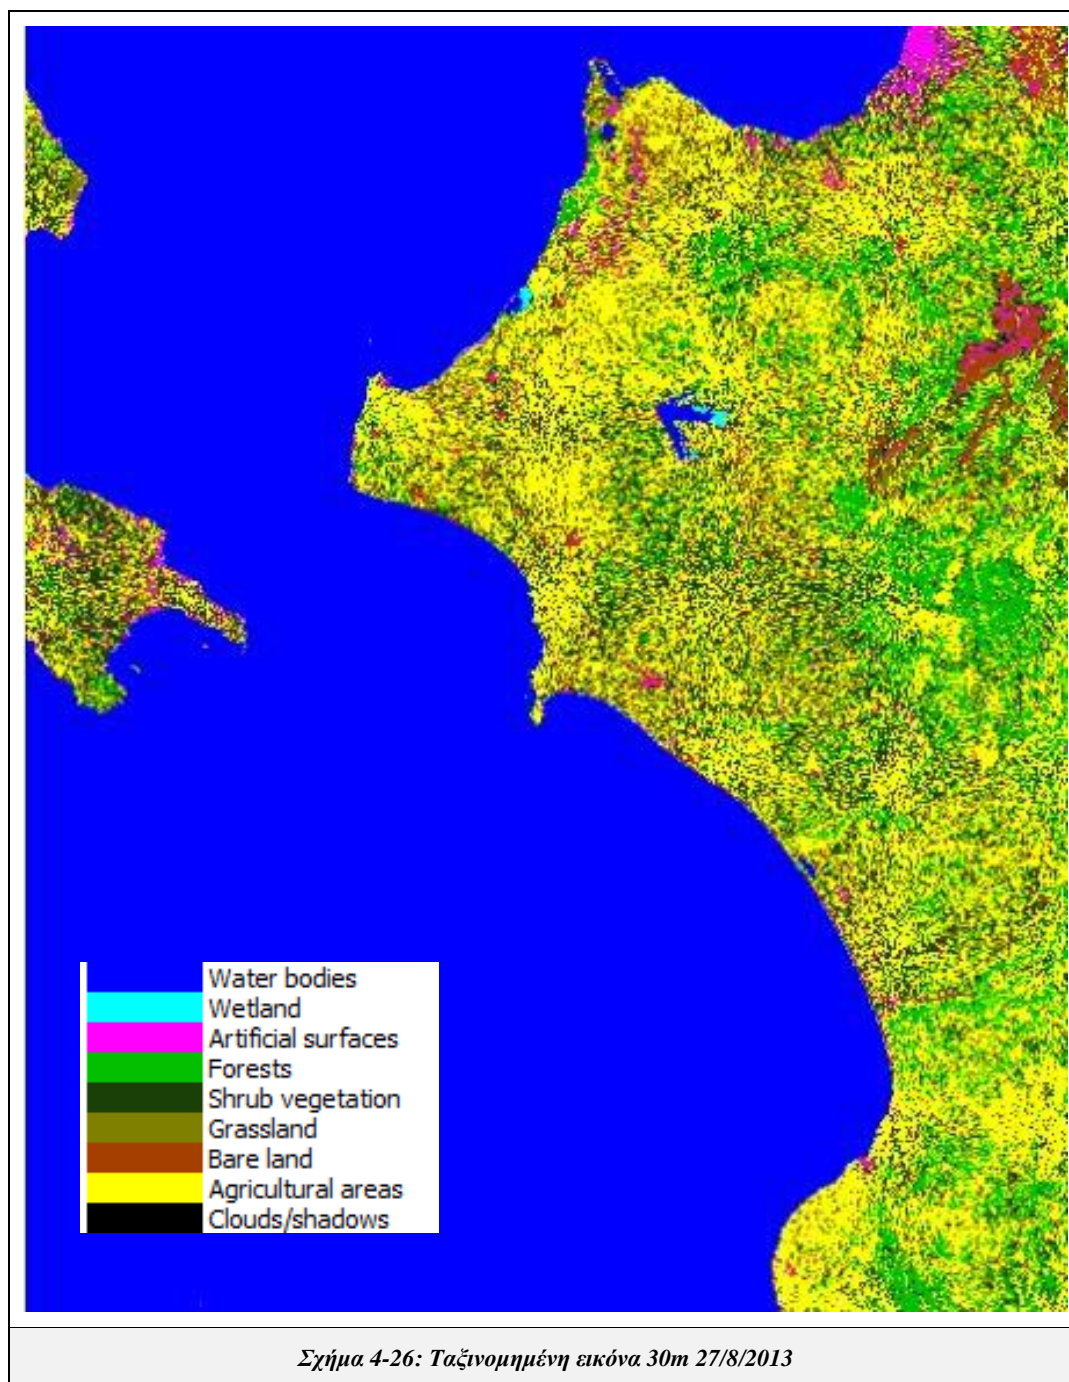 Water bodies
Wetland
Artificial surfaces
Forests
Shrub vegetation
Grassland
Bare land
Agricultural areas
Clouds/shadows
Σχήμα 4-26: Ταξινομημένη εικόνα 30m 27/8/2013